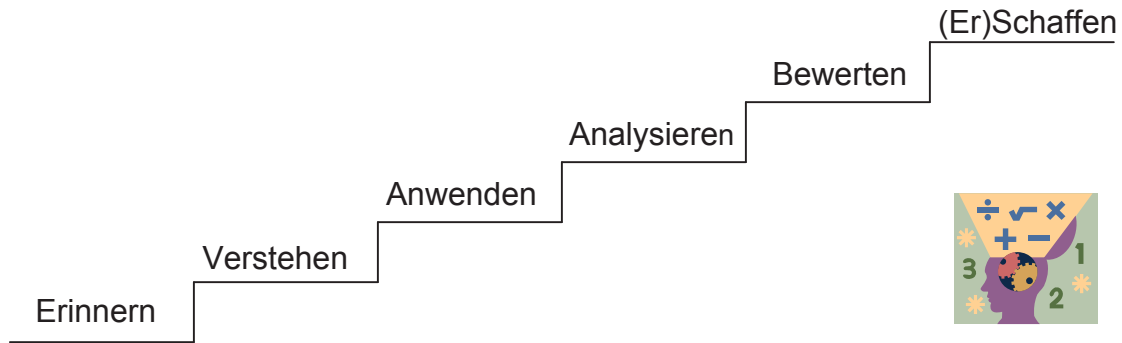 (Er)Schaffen
Bewerten
Analysieren
Anwenden
Verstehen
Erinnern
÷ √ ×
+ −
3
1
2